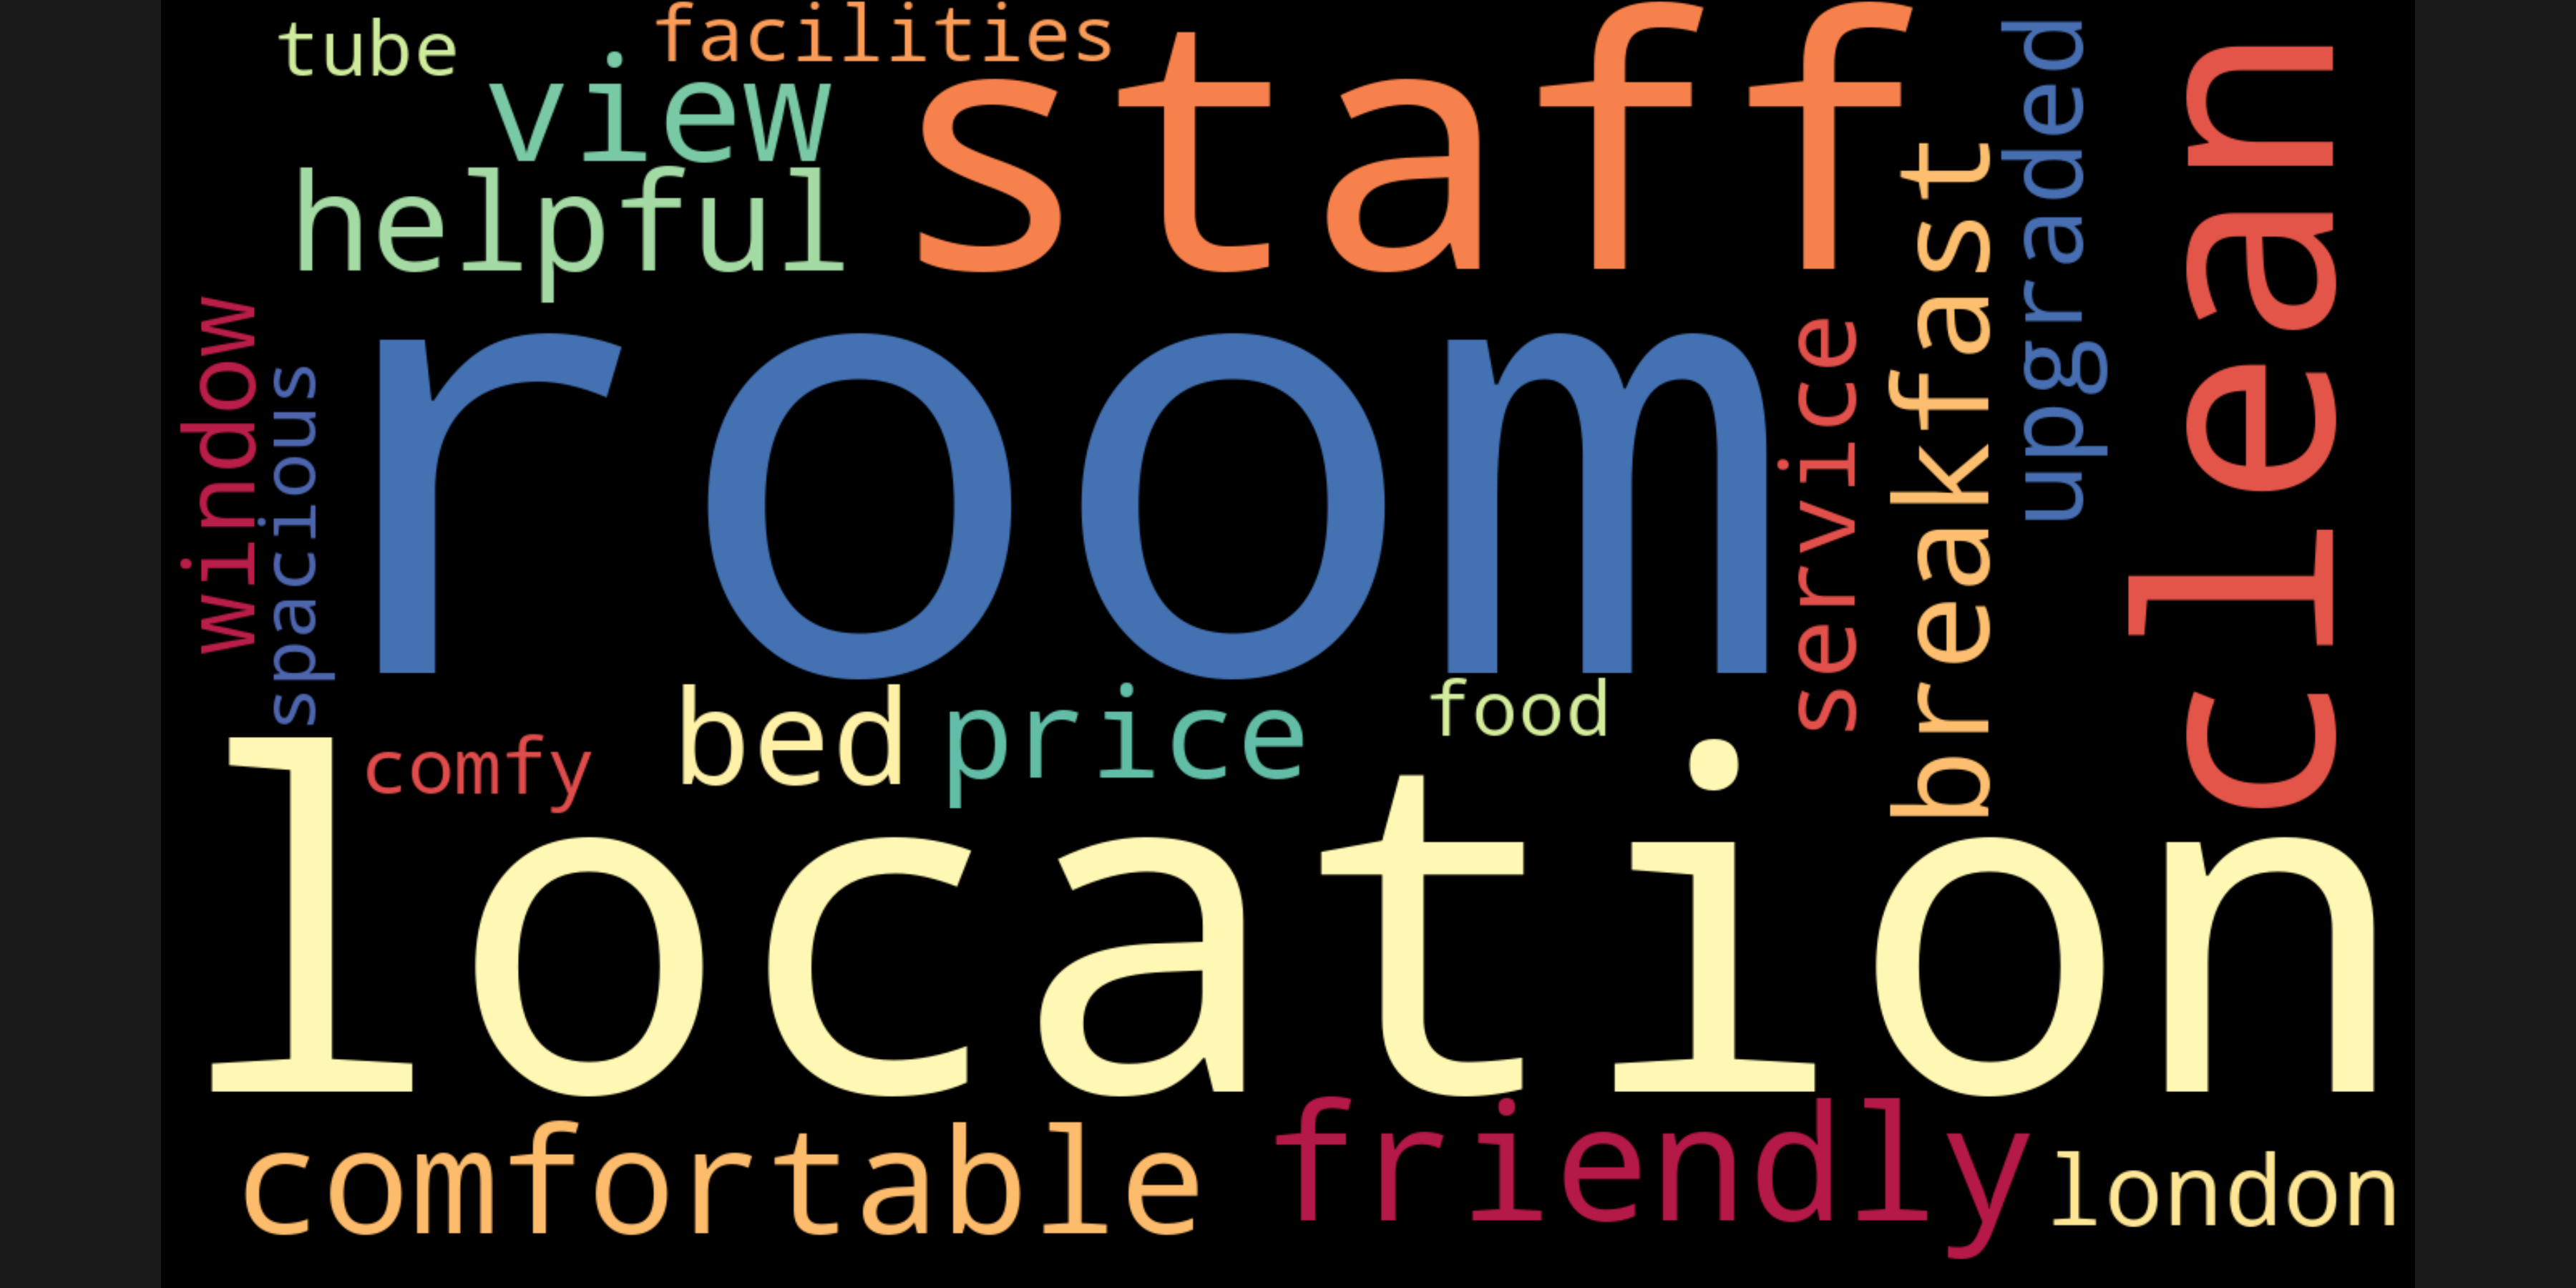 tube
facilities
view
staff
helpful
upgraded
clean
breakfast
window
spacious
room
service
comfy
bed
price
food
location
comfortable
friendly
london